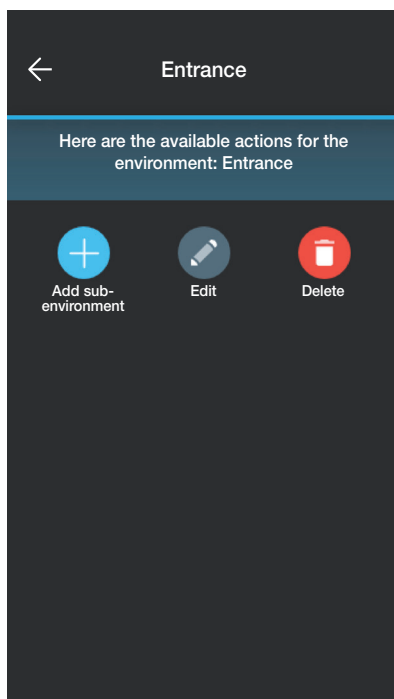 Entrance
Here are the available actions for the
environment: Entrance
Add sub-
environment
Edit
Delete